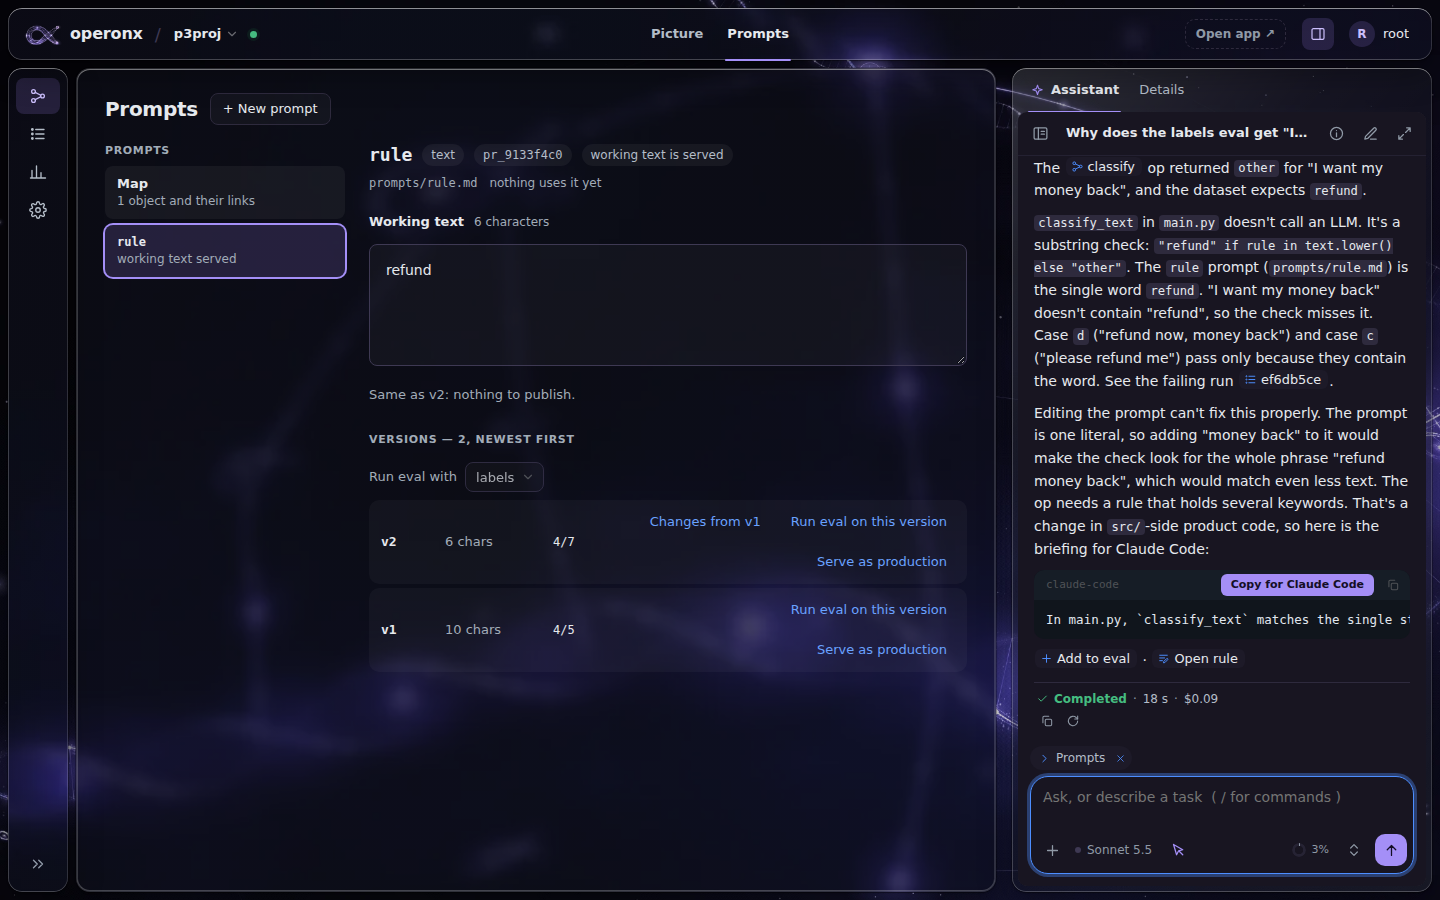 operonx / p3proj
Picture
Prompts
Open app ↗
R root
Prompts
+ New prompt
PROMPTS
Map
1 object and their links
rule
working text served
rule text pr_9133f4c0 working text is served
prompts/rule.md nothing uses it yet
Working text 6 characters
refund
Same as v2: nothing to publish.
VERSIONS — 2, NEWEST FIRST
Run eval with labels
Changes from v1 Run eval on this version
v2 6 chars 4/7
Serve as production
Run eval on this version
v1 10 chars 4/5
Serve as production
Assistant Details
Why does the labels eval get "I...
The classify op returned other for "I want my
money back", and the dataset expects refund.
classify_text in main.py doesn't call an LLM. It's a
substring check: "refund" if rule in text.lower()
else "other". The rule prompt (prompts/rule.md) is
the single word refund. "I want my money back"
doesn't contain "refund", so the check misses it.
Case d ("refund now, money back") and case c
("please refund me") pass only because they contain
the word. See the failing run ef6db5ce .
Editing the prompt can't fix this properly. The prompt
is one literal, so adding "money back" to it would
make the check look for the whole phrase "refund
money back", which would match even less text. The
op needs a rule that holds several keywords. That's a
change in src/-side product code, so here is the
briefing for Claude Code:
claude-code Copy for Claude Code
In main.py, `classify_text` matches the single st
+ Add to eval · Open rule
Completed · 18 s · $0.09
Prompts
Ask, or describe a task ( / for commands )
Sonnet 5.5
3%